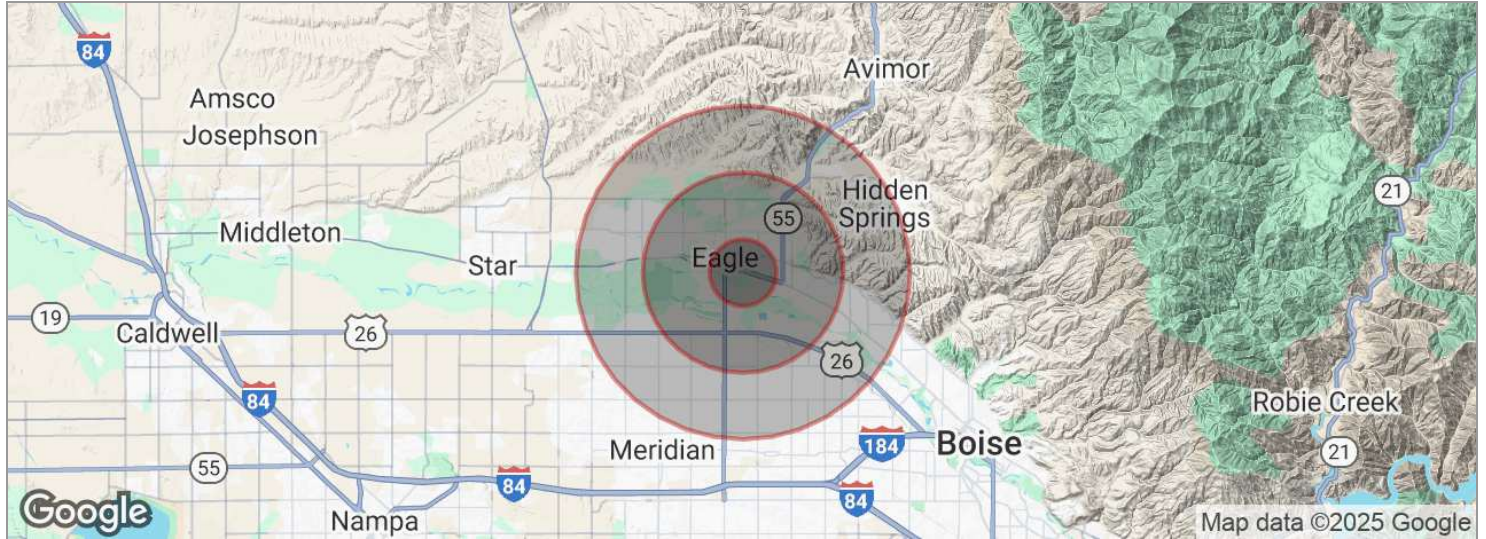 84
Avimor
Amsco
Josephson
21
Hidden
Springs
55
Middleton
Eagle
Star
19
26
Caldwell
26
84
Robie Creek
Meridian
184
Boise
21
55
84
84
Google
Nampa
Map data ©2025 Google